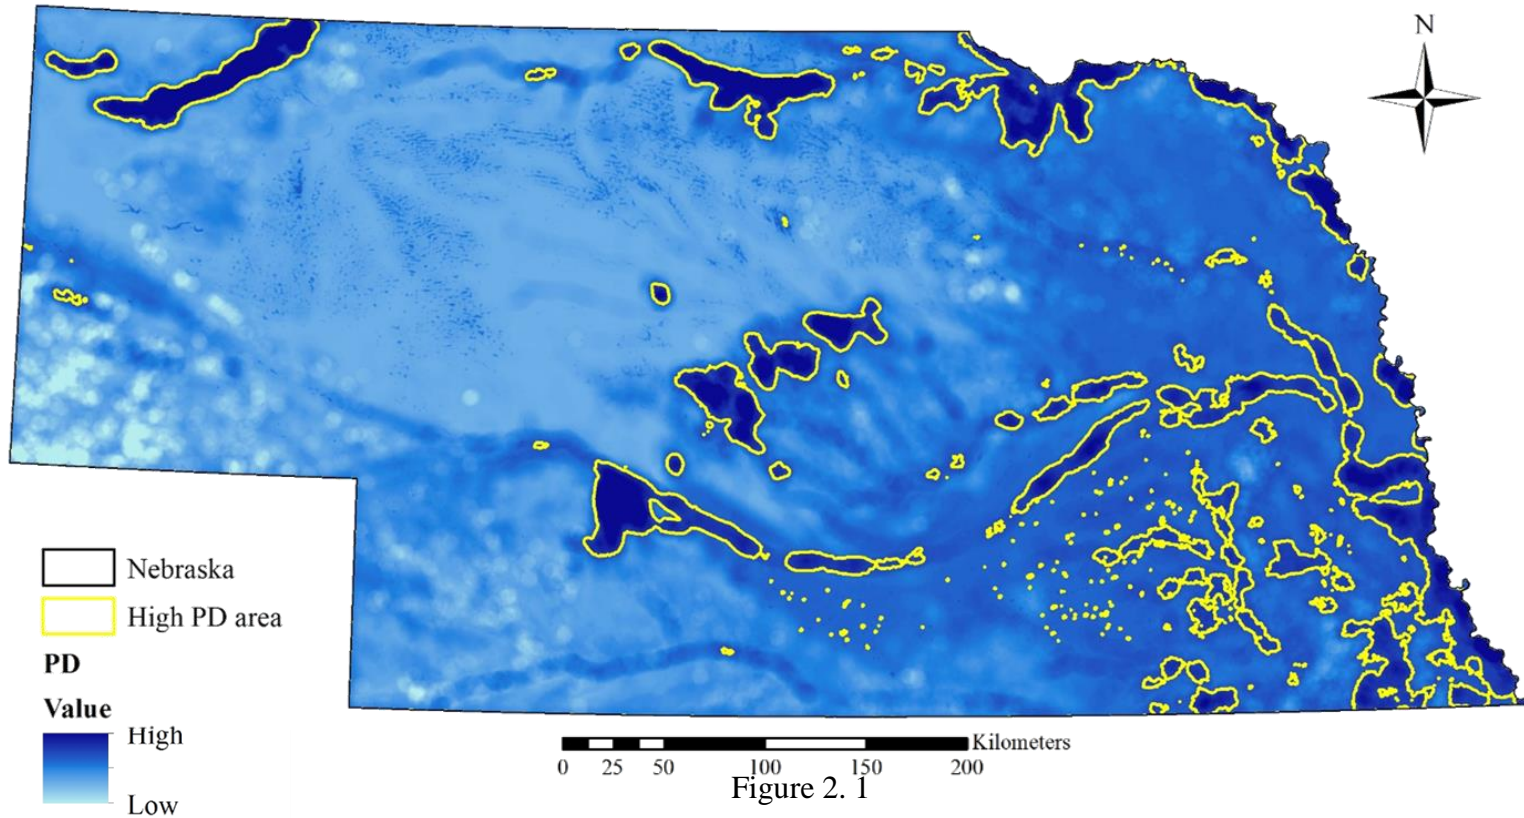 N
Nebraska
High PD area
PD
Value
High
Low
Kilometers
0 25 50 100 150 200
Figure 2. 1